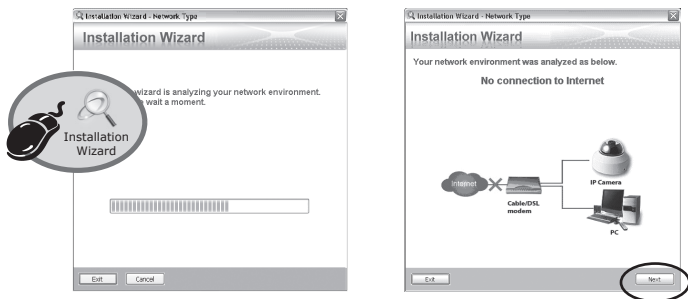 Installation Wizard - Network Type
Installation Wizard
wizard is analyzing your network environment.
wait a moment.
Installation
Wizard
Exit
Cancel
Installation Wizard - Network Type
Installation Wizard
Your network environment was analyzed as below.
No connection to Internet
Internet
IP Camera
Cable/DSL
modem
PC
Exit
Next